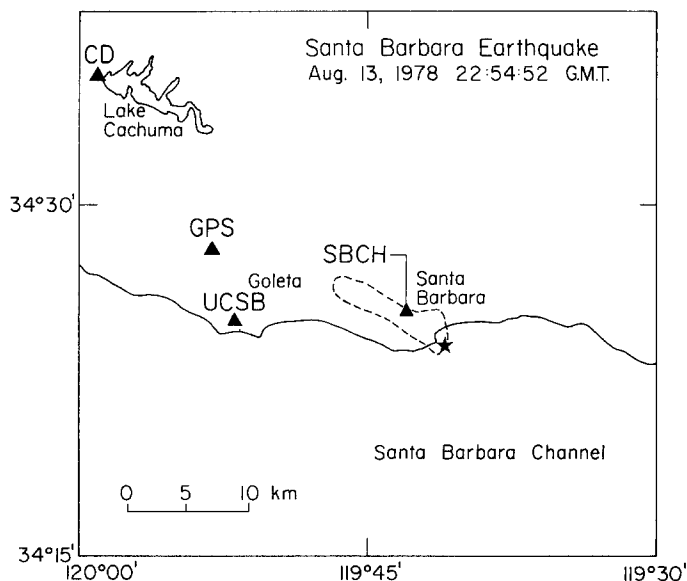 CD
Santa Barbara Earthquake
Aug. 13, 1978 22:54:52 G.M.T.
Lake
Cachuma
34°30'
GPS
SBCH
Goleta
Santa
Barbara
UCSB
Santa Barbara Channel
0 5 10 km
34°15'
120°00' 119°45' 119°30'